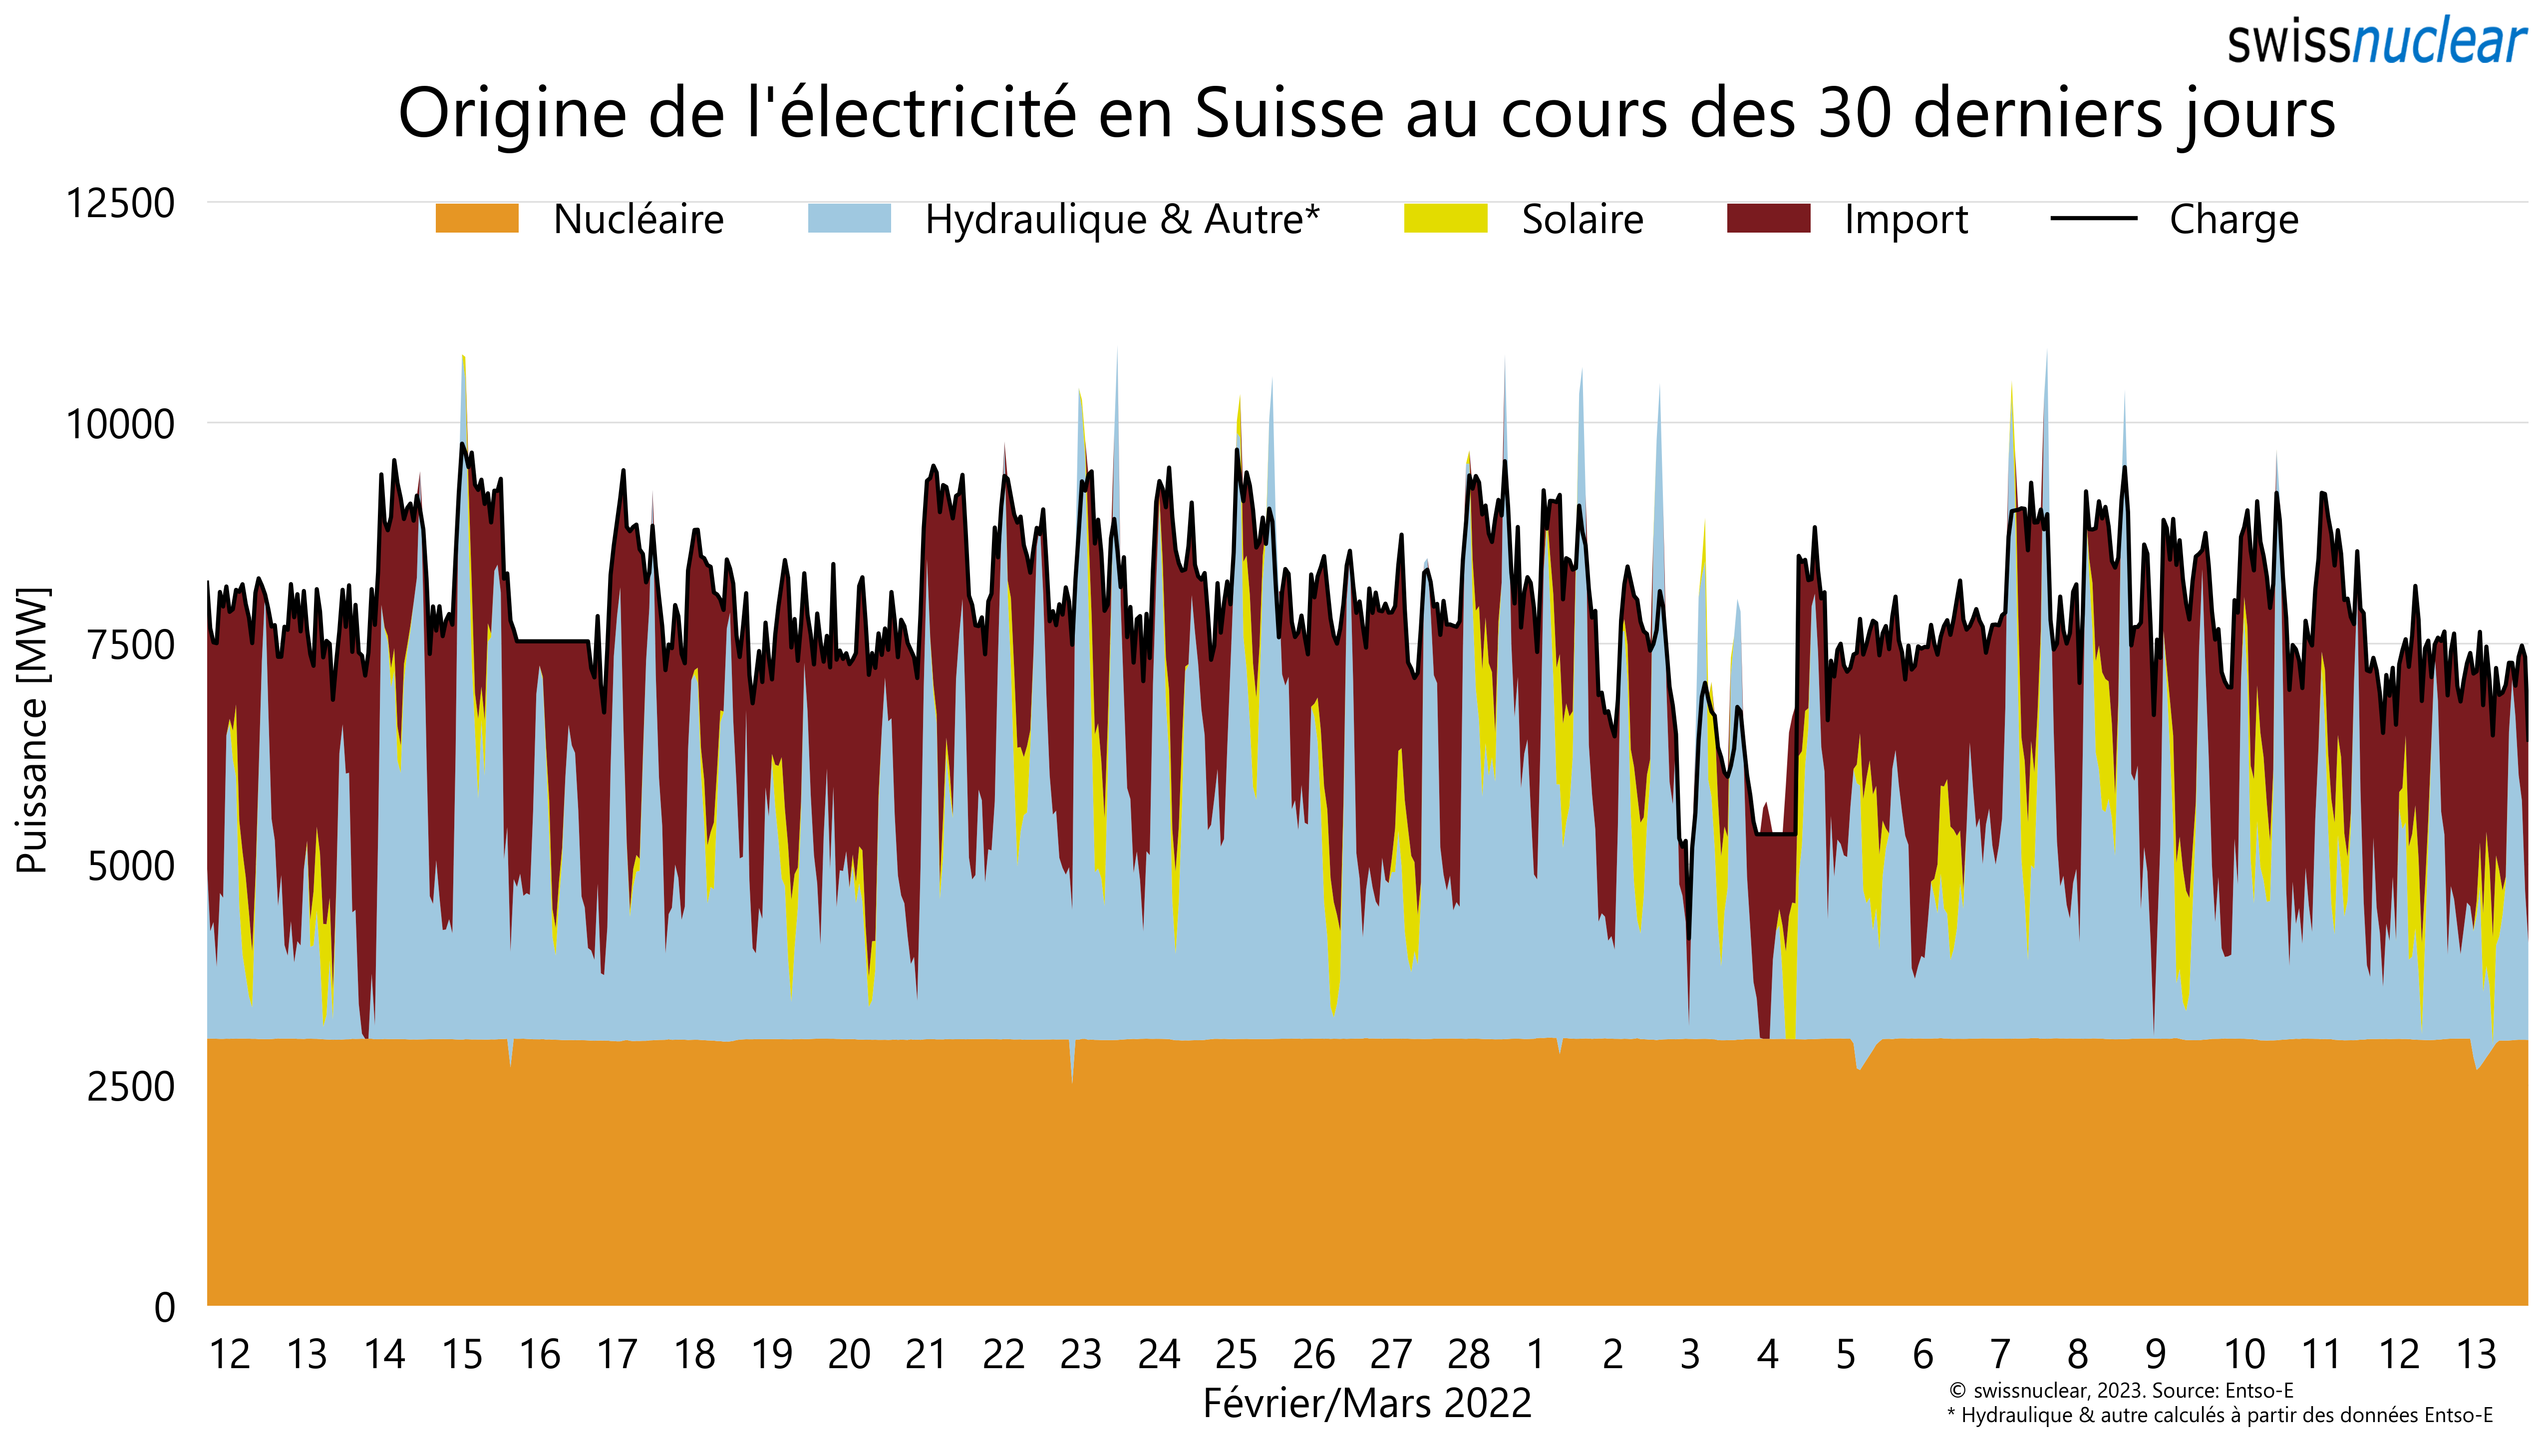 swissnuclear
Origine de l'électricité en Suisse au cours des 30 derniers jours
12500
Nucléaire Hydraulique & Autre* Solaire Import Charge
10000
7500
5000
2500
0
Puissance [MW]
12 13 14 15 16 17 18 19 20 21 22 23 24 25 26 27 28 1 2 3 4 5 6 7 8 9 10 11 12 13
Février/Mars 2022
© swissnuclear, 2023. Source: Entso-E
* Hydraulique & autre calculés à partir des données Entso-E